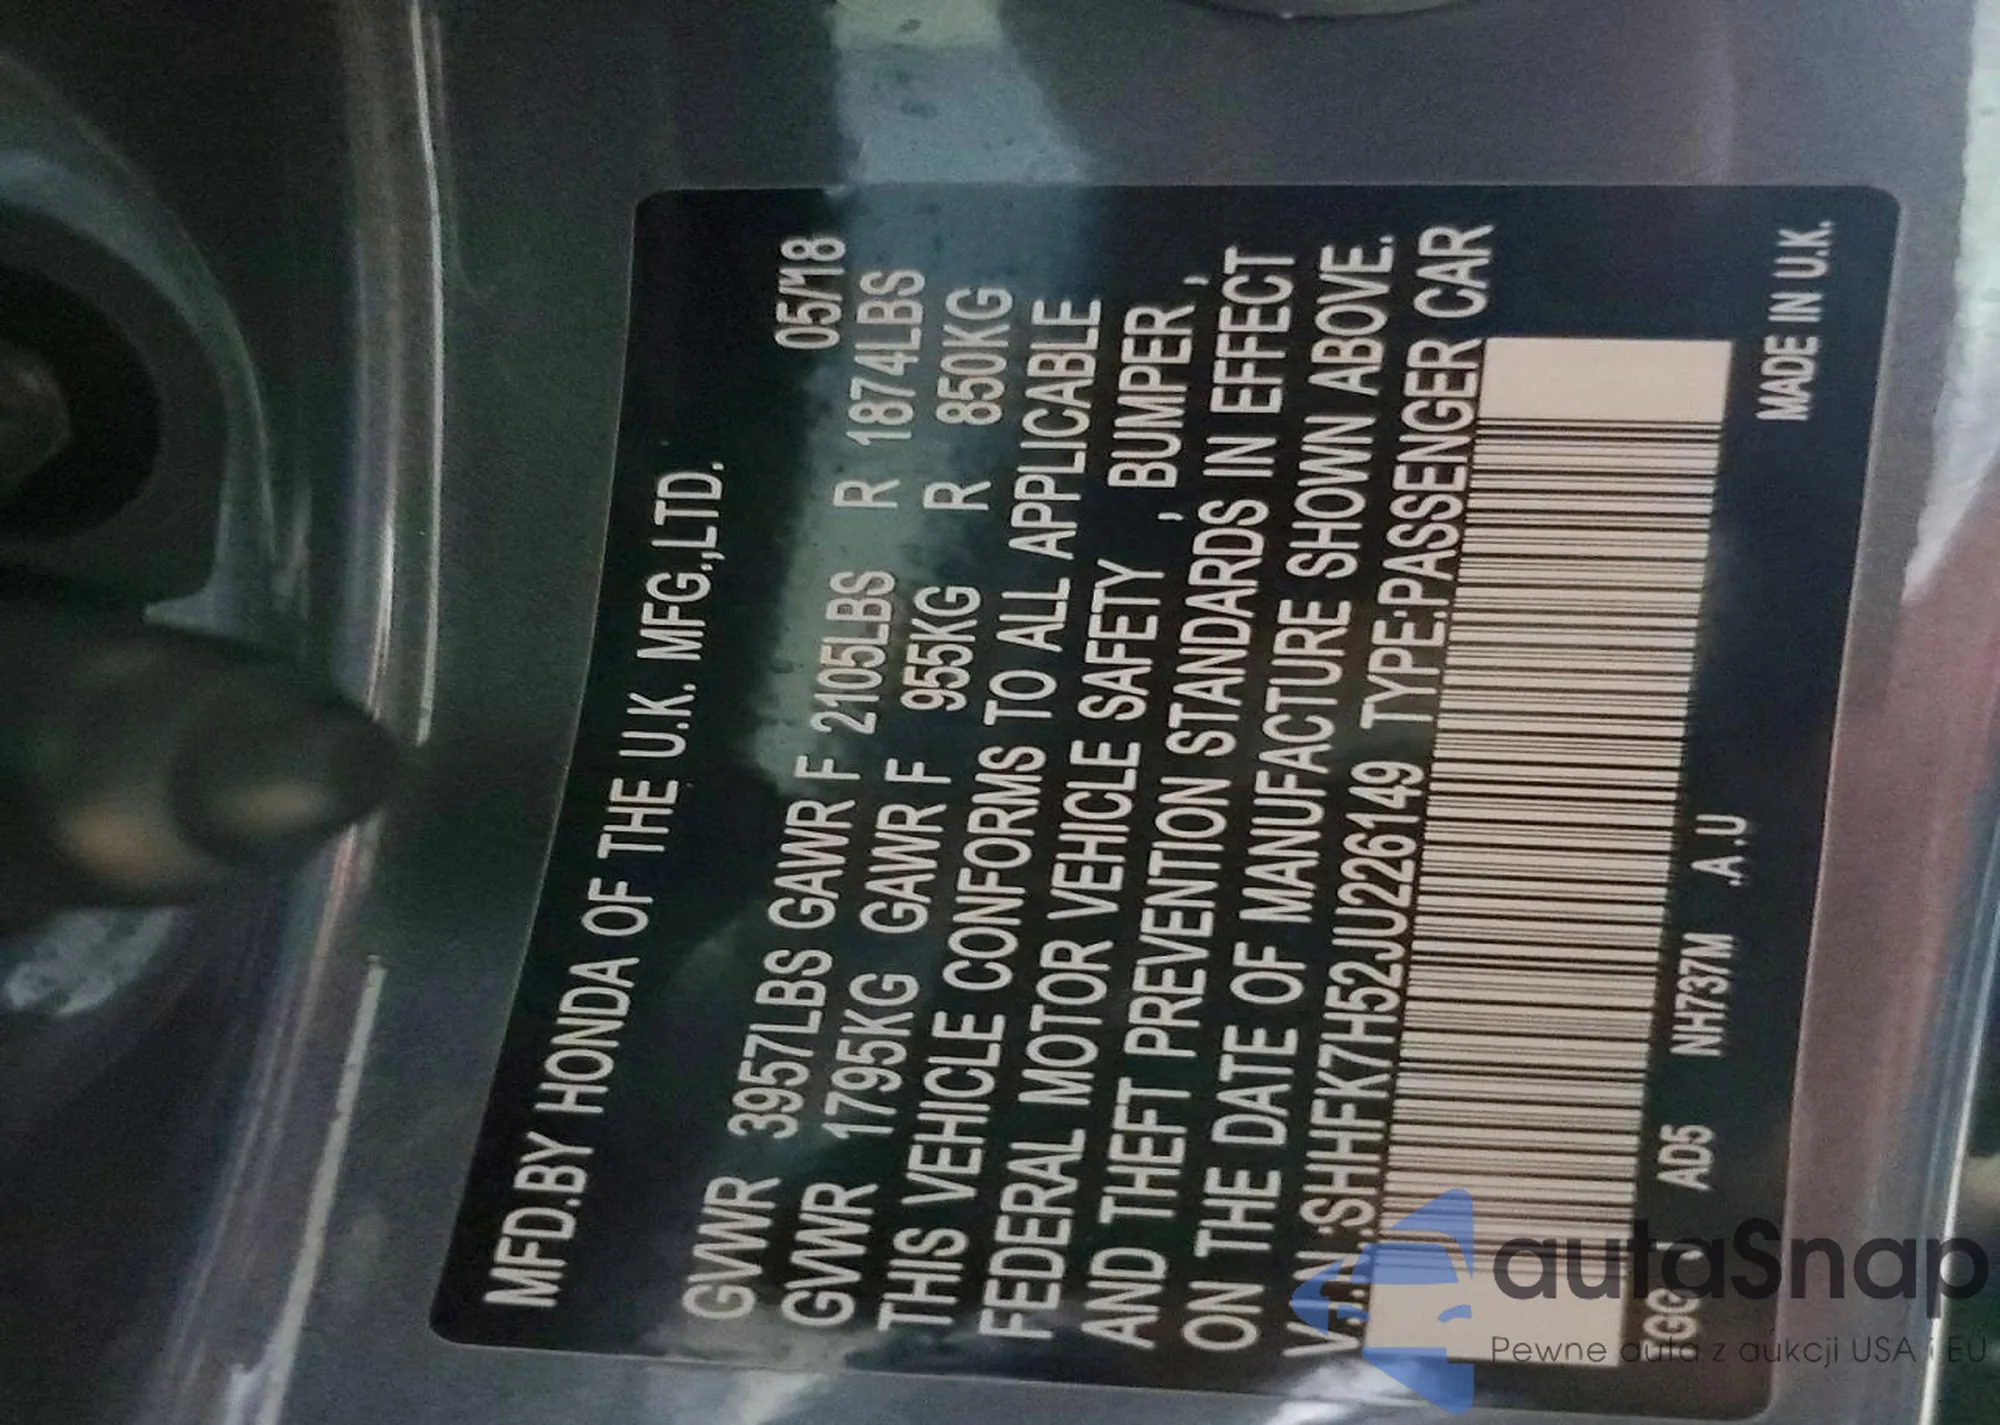 MFD.BY HONDA OF THE U.K. MFG.,LTD.
05/'18
GVWR 3957LBS GAWR F 2105LBS R 1874LBS
GVWR 1795KG GAWR F 955KG R 850KG
THIS VEHICLE CONFORMS TO ALL APPLICABLE
FEDERAL MOTOR VEHICLE SAFETY , BUMPER ,
AND THEFT PREVENTION STANDARDS IN EFFECT
ON THE DATE OF MANUFACTURE SHOWN ABOVE.
V.I.N.:SHHFK7H52JU226149 TYPE:PASSENGER CAR
AD5 NH737M .A.U
MADE IN U.K.
autaSnap
Pewne auta z aukcji USA i EU